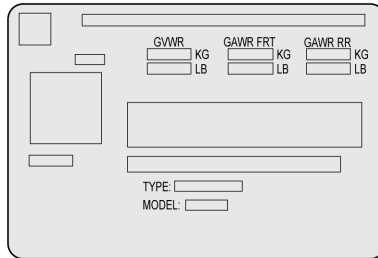 GVWR GAWR FRT GAWR RR
KG KG KG
LB LB LB
TYPE:
MODEL: